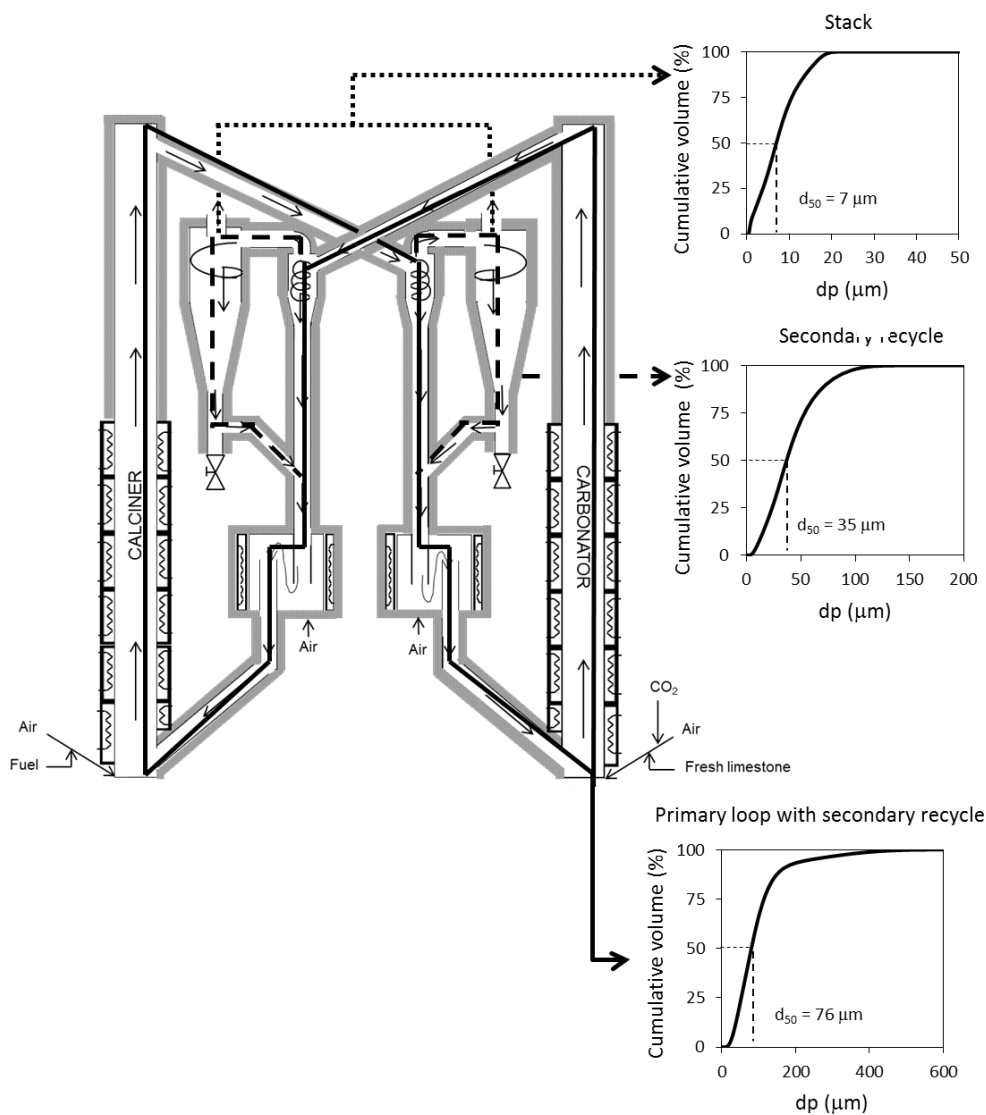 Stack
Cumulative volume (%)
100
75
50
25
0
d50 = 7 µm
0 10 20 30 40 50
dp (µm)
Secondary recycle
Cumulative volume (%)
100
75
50
25
0
d50 = 35 µm
0 50 100 150 200
dp (µm)
CALCINER
CARBONATOR
Air
Air
CO2
Air
Fresh limestone
Air
Fuel
Primary loop with secondary recycle
Cumulative volume (%)
100
75
50
25
0
d50 = 76 µm
0 200 400 600
dp (µm)